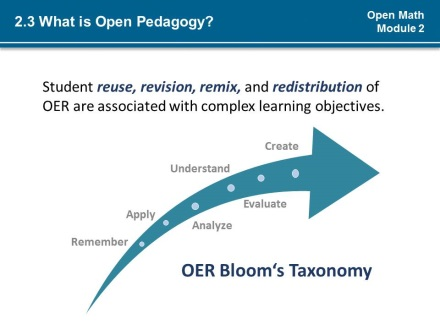 2.3 What is Open Pedagogy?
Open Math
Module 2
Student reuse, revision, remix, and redistribution of
OER are associated with complex learning objectives.
Create
Understand
Evaluate
Apply
Analyze
Remember
OER Bloom‘s Taxonomy